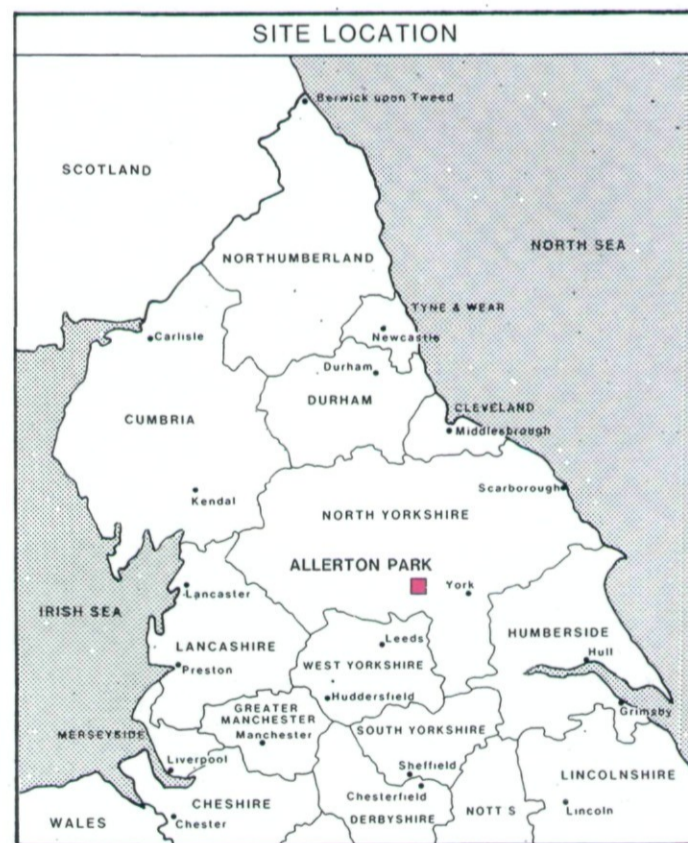 SITE LOCATION
Berwick upon Tweed
SCOTLAND
NORTH SEA
NORTHUMBERLAND
TYNE & WEAR
Carlisle
Newcastle
Durham
DURHAM
CLEVELAND
CUMBRIA
Middlesbrough
Kendal
Scarborough
NORTH YORKSHIRE
ALLERTON PARK
York
Lancaster
IRISH SEA
HUMBERSIDE
LANCASHIRE
Leeds
Hull
WEST YORKSHIRE
Preston
Huddersfield
GREATER
MANCHESTER
Grimsby
SOUTH YORKSHIRE
MERSEYSIDE
Manchester
Liverpool
Sheffield
LINCOLNSHIRE
Chesterfield
CHESHIRE
NOTT S
Lincoln
DERBYSHIRE
WALES
Chester